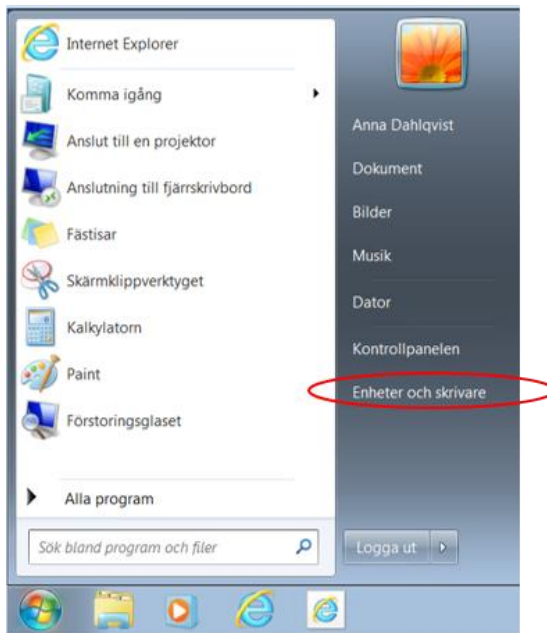 Internet Explorer
Komma igång
Anslut till en projektor
Anslutning till fjärrskrivbord
Fästisar
Skärmklippverktyget
Kalkylatorn
Paint
Förstoringsglaset
Alla program
Sök bland program och filer
Anna Dahlqvist
Dokument
Bilder
Musik
Dator
Kontrollpanelen
Enheter och skrivare
Logga ut